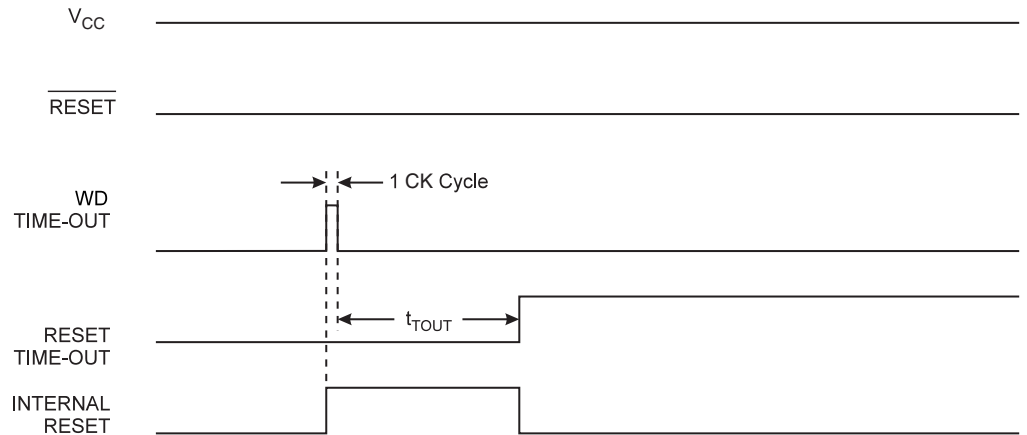 VCC
RESET
1 CK Cycle
WD
TIME-OUT
tTOUT
RESET
TIME-OUT
INTERNAL
RESET